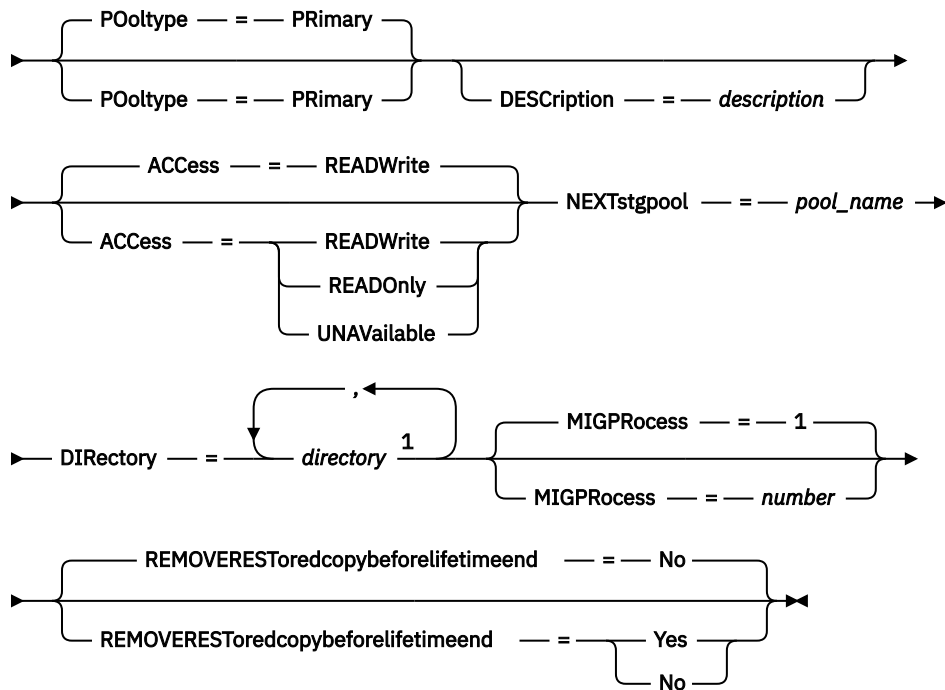 POoltype = PRimary
POoltype = PRimary DESCription = description
ACCess = READWrite
NEXTstgpool = pool_name
ACCess = READWrite
READOnly
UNAVailable
,
MIGPRocess = 1
DIRectory = directory 1
MIGPRocess = number
REMOVERESToredcopybeforelifetimeend = No
REMOVERESToredcopybeforelifetimeend = Yes
No